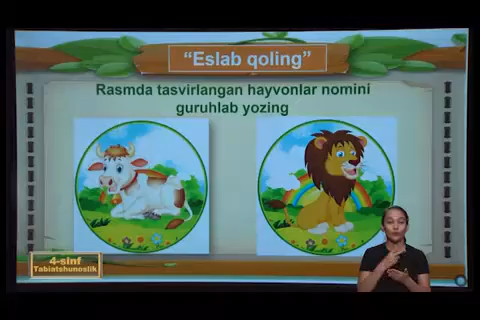 “Eslab qoling”
Rasmda tasvirlangan hayvonlar nomini
guruhlab yozing
4-sinf
Tabiatshunoslik